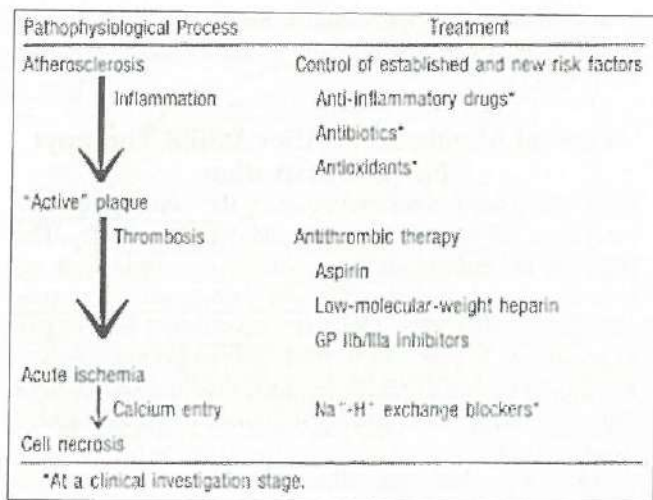 Pathophysiological Process Treatment
Atherosclerosis Control of established and new risk factors
Inflammation Anti-inflammatory drugs*
Antibiotics*
Antioxidants*
"Active" plaque
Thrombosis Antithrombic therapy
Aspirin
Low-molecular-weight heparin
GP IIb/IIIa inhibitors
Acute ischemia
Calcium entry Na⁺-H⁺ exchange blockers*
Cell necrosis
*At a clinical investigation stage.